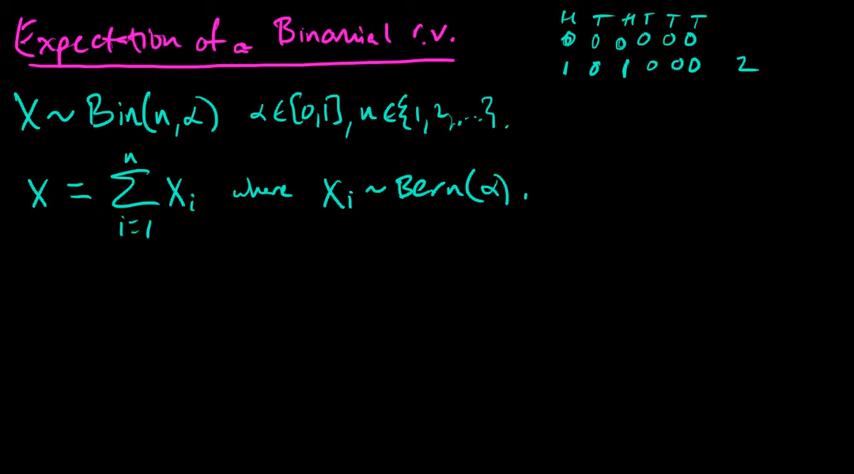 Expectation of a Binomial r.v.
H T H T T T
0 0 0 0 0 0
1 0 1 0 0 0 2
X ~ Bin(n, α) α ∈ [0,1], n ∈ {1, 2, ...}.
X = ∑_{i=1}^{n} X_i where X_i ~ Bern(α).